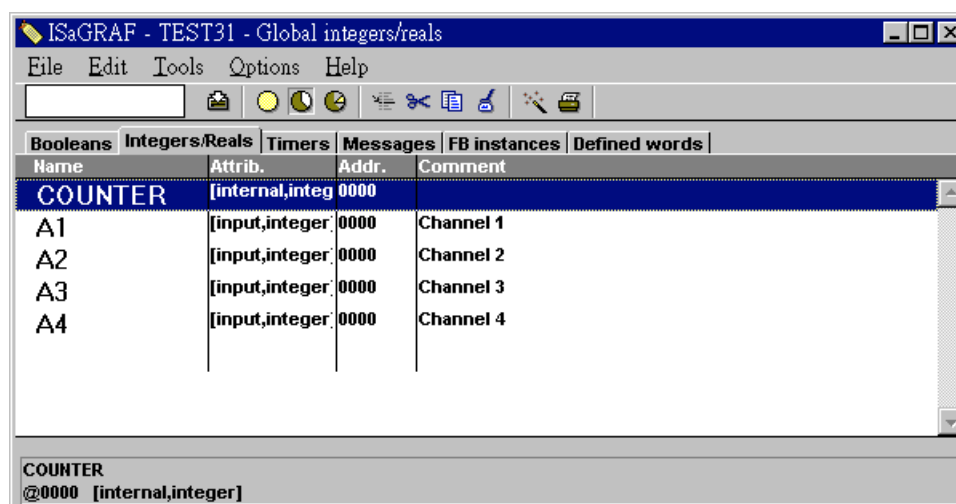 ISaGRAF - TEST31 - Global integers/reals
File Edit Tools Options Help
Booleans Integers/Reals Timers Messages FB instances Defined words
Name Attrib. Addr. Comment
COUNTER [internal,integ 0000
A1 [input,integer] 0000 Channel 1
A2 [input,integer] 0000 Channel 2
A3 [input,integer] 0000 Channel 3
A4 [input,integer] 0000 Channel 4
COUNTER
@0000 [internal,integer]